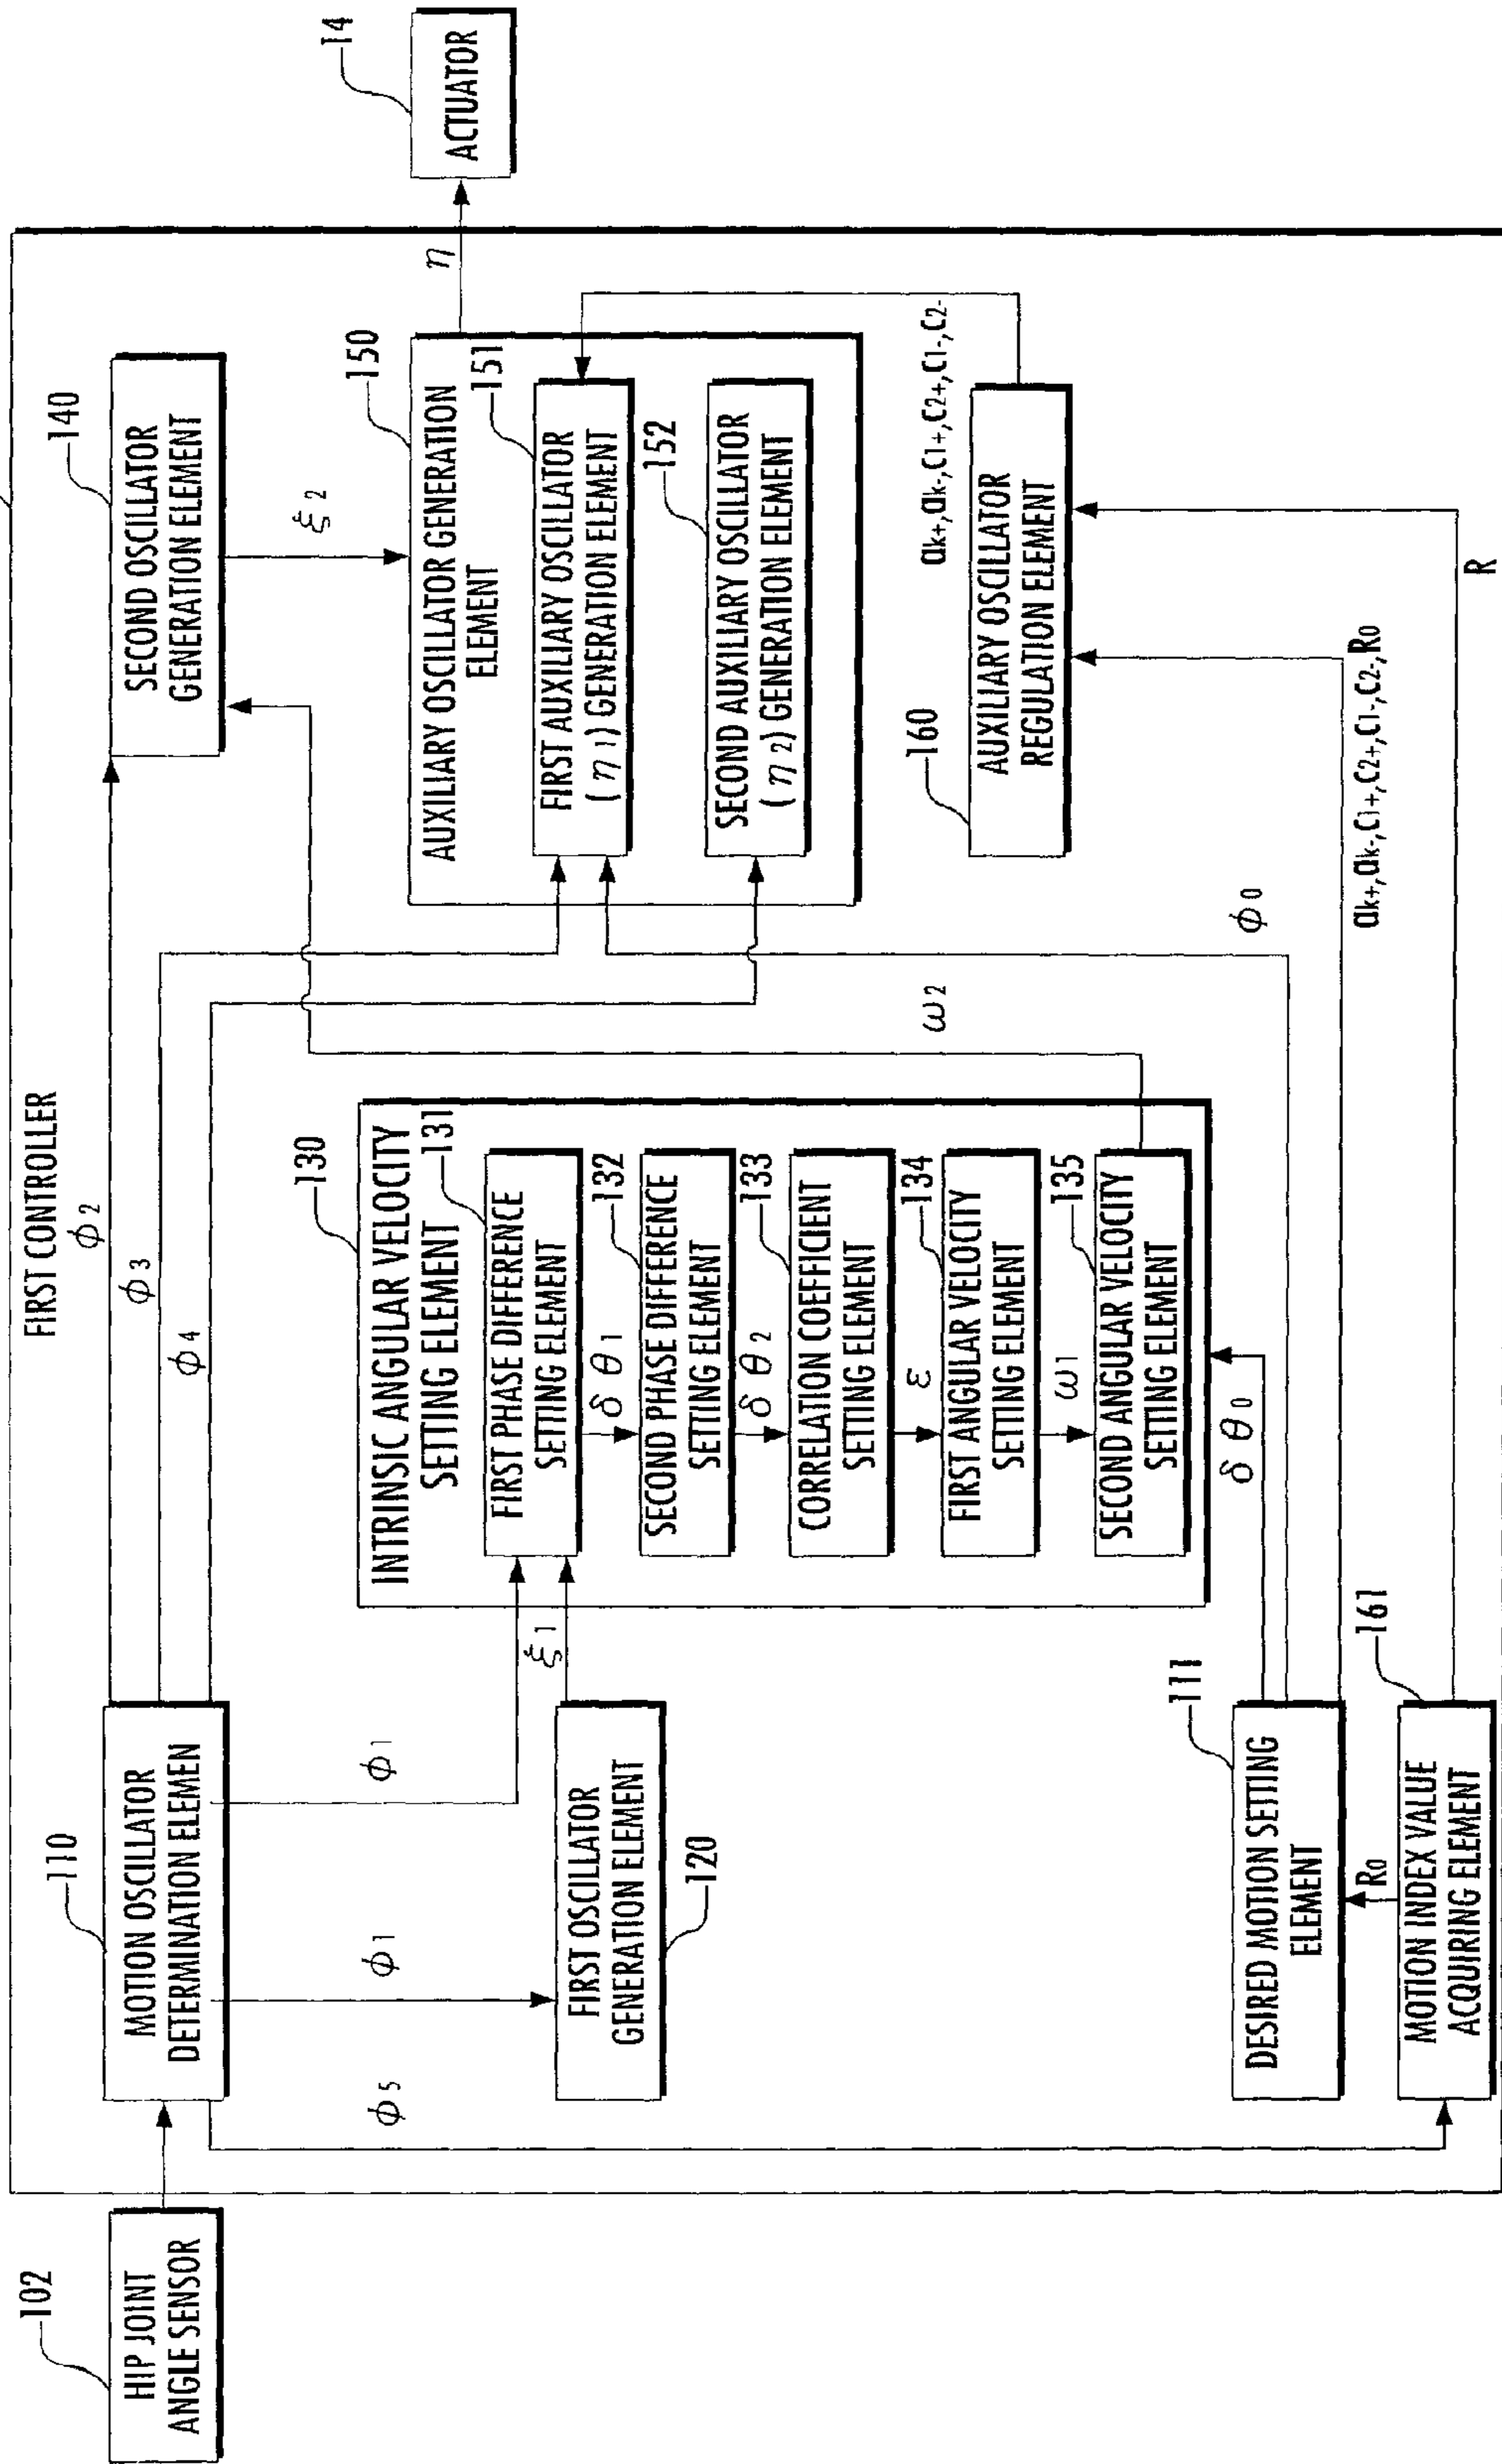 FIRST CONTROLLER
102
HIP JOINT
ANGLE SENSOR
110
MOTION OSCILLATOR
DETERMINATION ELEMEN
ϕ2
ϕ3
ϕ4
ϕ1
ϕ1
ϕ5
140
SECOND OSCILLATOR
GENERATION ELEMENT
ξ2
14
ACTUATOR
η
120
FIRST OSCILLATOR
GENERATION ELEMENT
ξ1
130
INTRINSIC ANGULAR VELOCITY
SETTING ELEMENT
131
FIRST PHASE DIFFERENCE
SETTING ELEMENT
δθ1
132
SECOND PHASE DIFFERENCE
SETTING ELEMENT
δθ2
133
CORRELATION COEFFICIENT
SETTING ELEMENT
ε
134
FIRST ANGULAR VELOCITY
SETTING ELEMENT
ω1
135
SECOND ANGULAR VELOCITY
SETTING ELEMENT
ω2
δθ0
150
AUXILIARY OSCILLATOR GENERATION
ELEMENT
151
FIRST AUXILIARY OSCILLATOR
(η1) GENERATION ELEMENT
152
SECOND AUXILIARY OSCILLATOR
(η2) GENERATION ELEMENT
ak+,ak-,C1+,C2+,C1-,C2-
160
AUXILIARY OSCILLATOR
REGULATION ELEMENT
ϕ0
ak+,ak-,C1+,C2+,C1-,C2-,R0
R
111
DESIRED MOTION SETTING
ELEMENT
R0
161
MOTION INDEX VALUE
ACQUIRING ELEMENT